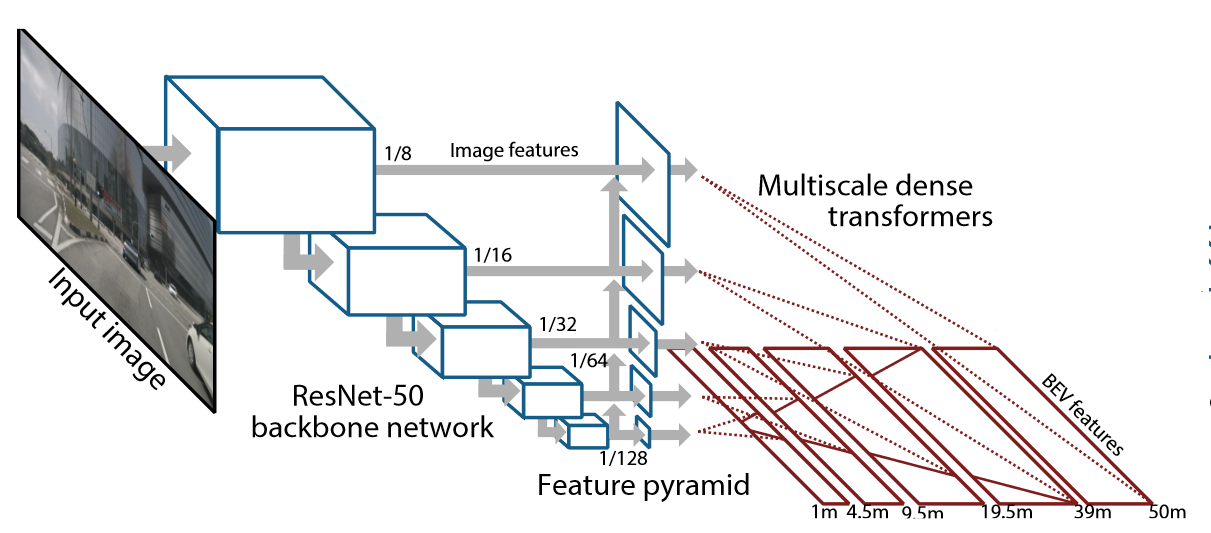 1/8
Image features
Multiscale dense
transformers
1/16
Input image
1/32
1/64
ResNet-50
backbone network
BEV features
1/128
Feature pyramid
1m
4.5m
9.5m
19.5m
39m
50m